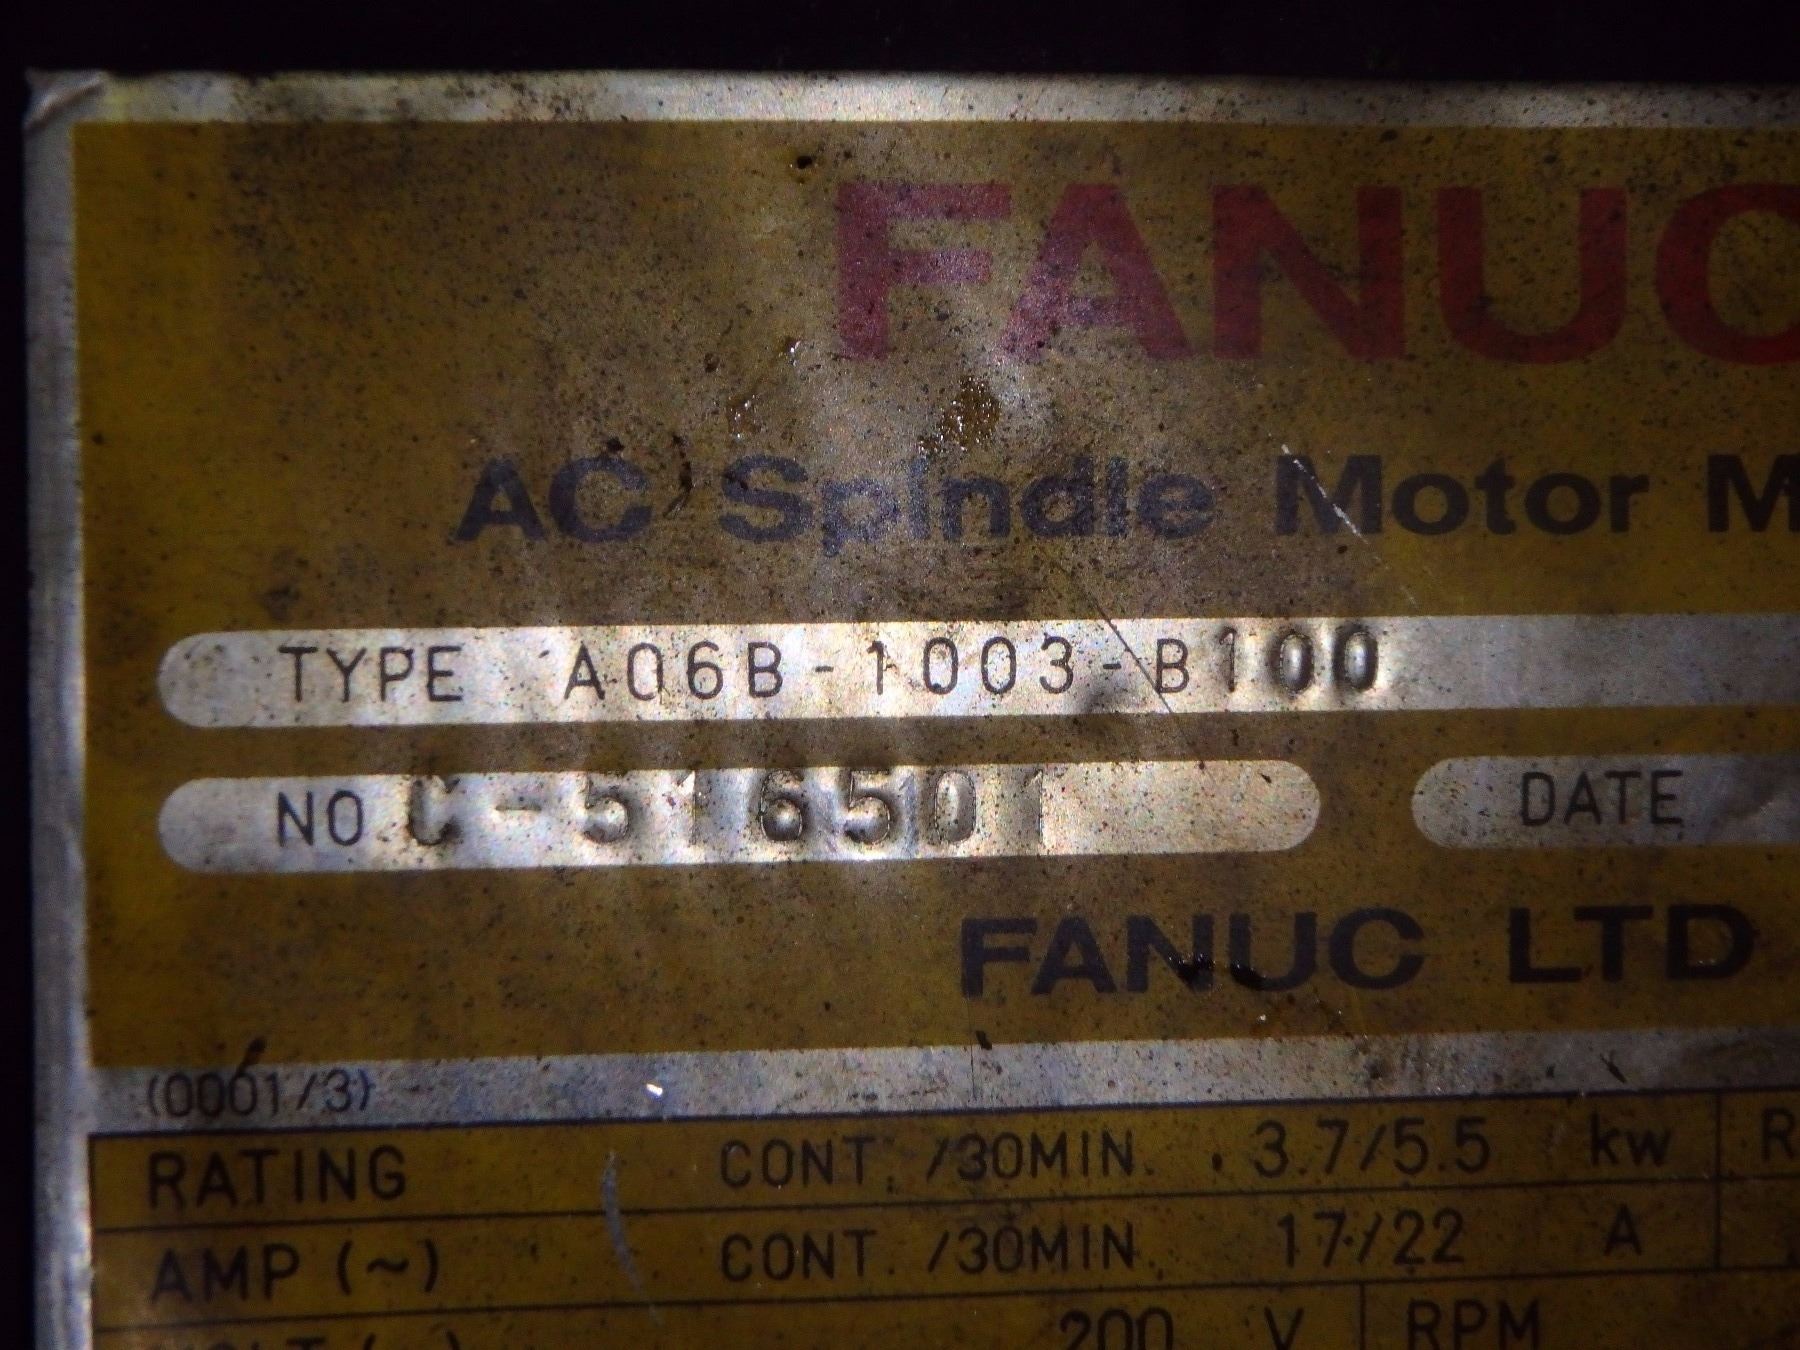 FANUC
AC Spindle Motor M
TYPE A06B-1003-B100
NO C-516501 DATE
FANUC LTD
(0001/3)
RATING CONT. /30MIN. 3.7/5.5 kw R
AMP (~) CONT. /30MIN. 17/22 A
VOLT (~) 200 V RPM